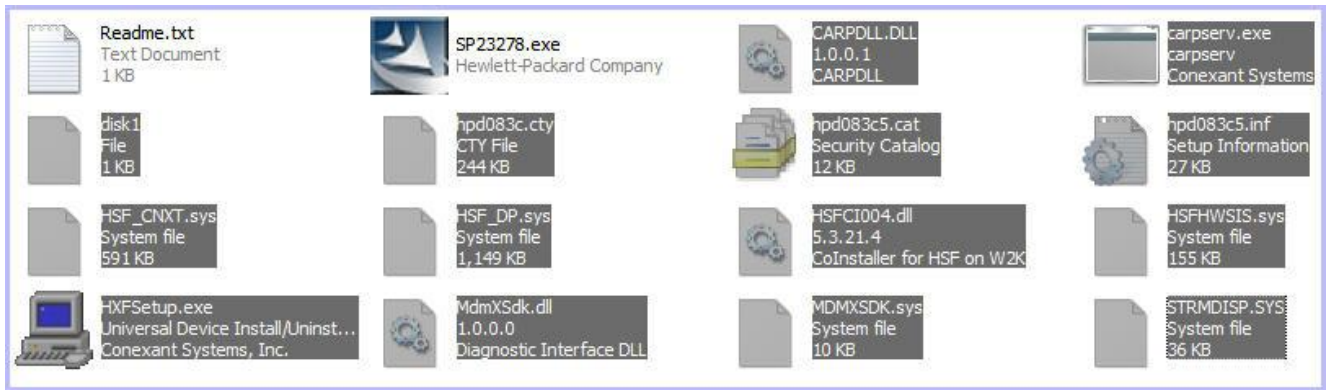 Readme.txt
Text Document
1 KB
SP23278.exe
Hewlett-Packard Company
CARPDLL.DLL
1.0.0.1
CARPDLL
carpserv.exe
carpserv
Conexant Systems
disk1
File
1 KB
hpd083c.cty
CTY File
244 KB
hpd083c5.cat
Security Catalog
12 KB
hpd083c5.inf
Setup Information
27 KB
HSF_CNXT.sys
System file
591 KB
HSF_DP.sys
System file
1,149 KB
HSFCI004.dll
5.3.21.4
CoInstaller for HSF on W2K
HSFHWSIS.sys
System file
155 KB
HXFSetup.exe
Universal Device Install/Uninst...
Conexant Systems, Inc.
MdmXSdk.dll
1.0.0.0
Diagnostic Interface DLL
MDMXSDK.sys
System file
10 KB
STRMDISP.SYS
System file
36 KB